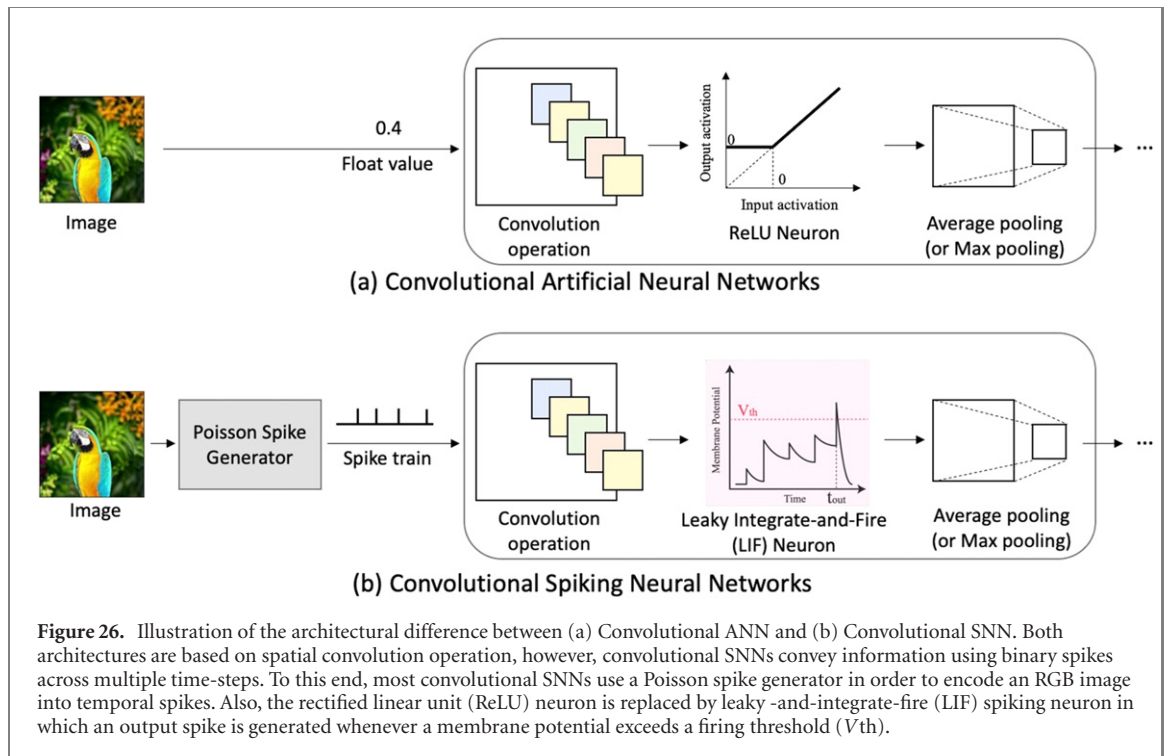 0.4
Float value
Image
Convolution
operation
Output activation
0
0
Input activation
ReLU Neuron
Average pooling
(or Max pooling)
...
(a) Convolutional Artificial Neural Networks
Image
Poisson Spike
Generator
Spike train
Convolution
operation
Membrane Potential
Vth
Time
tout
Leaky Integrate-and-Fire
(LIF) Neuron
Average pooling
(or Max pooling)
...
(b) Convolutional Spiking Neural Networks
Figure 26. Illustration of the architectural difference between (a) Convolutional ANN and (b) Convolutional SNN. Both
architectures are based on spatial convolution operation, however, convolutional SNNs convey information using binary spikes
across multiple time-steps. To this end, most convolutional SNNs use a Poisson spike generator in order to encode an RGB image
into temporal spikes. Also, the rectified linear unit (ReLU) neuron is replaced by leaky -and-integrate-fire (LIF) spiking neuron in
which an output spike is generated whenever a membrane potential exceeds a firing threshold (Vth).